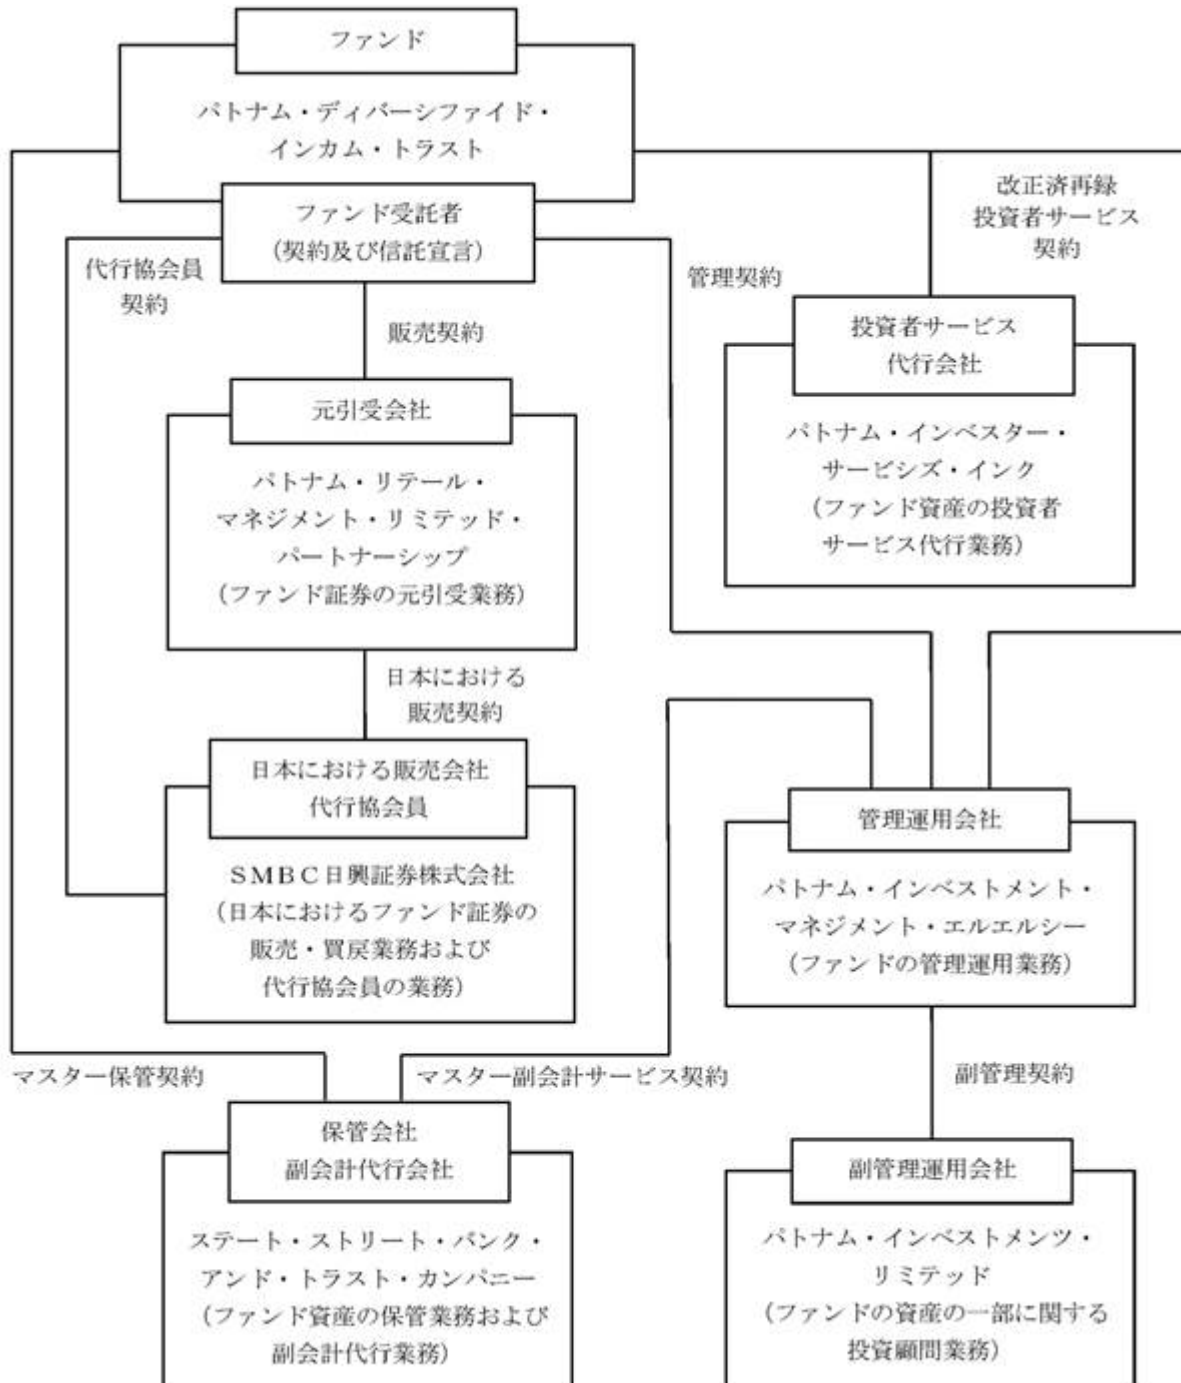 ファンド
パトナム・ディバーシファイド・
インカム・トラスト
ファンド受託者
(契約及び信託宣言)
代行協会員
契約
販売契約
管理契約
改正済再録
投資者サービス
契約
投資者サービス
代行会社
パトナム・インベスター・
サービシズ・インク
(ファンド資産の投資者
サービス代行業務)
元引受会社
パトナム・リテール・
マネジメント・リミテッド・
パートナーシップ
(ファンド証券の元引受業務)
日本における
販売契約
日本における販売会社
代行協会員
SMBC日興証券株式会社
(日本におけるファンド証券の
販売・買戻業務および
代行協会員の業務)
管理運用会社
パトナム・インベストメント・
マネジメント・エルエルシー
(ファンドの管理運用業務)
マスター保管契約
マスター副会計サービス契約
副管理契約
保管会社
副会計代行会社
ステート・ストリート・バンク・
アンド・トラスト・カンパニー
(ファンド資産の保管業務および
副会計代行業務)
副管理運用会社
パトナム・インベストメンツ・
リミテッド
(ファンドの資産の一部に関する
投資顧問業務)